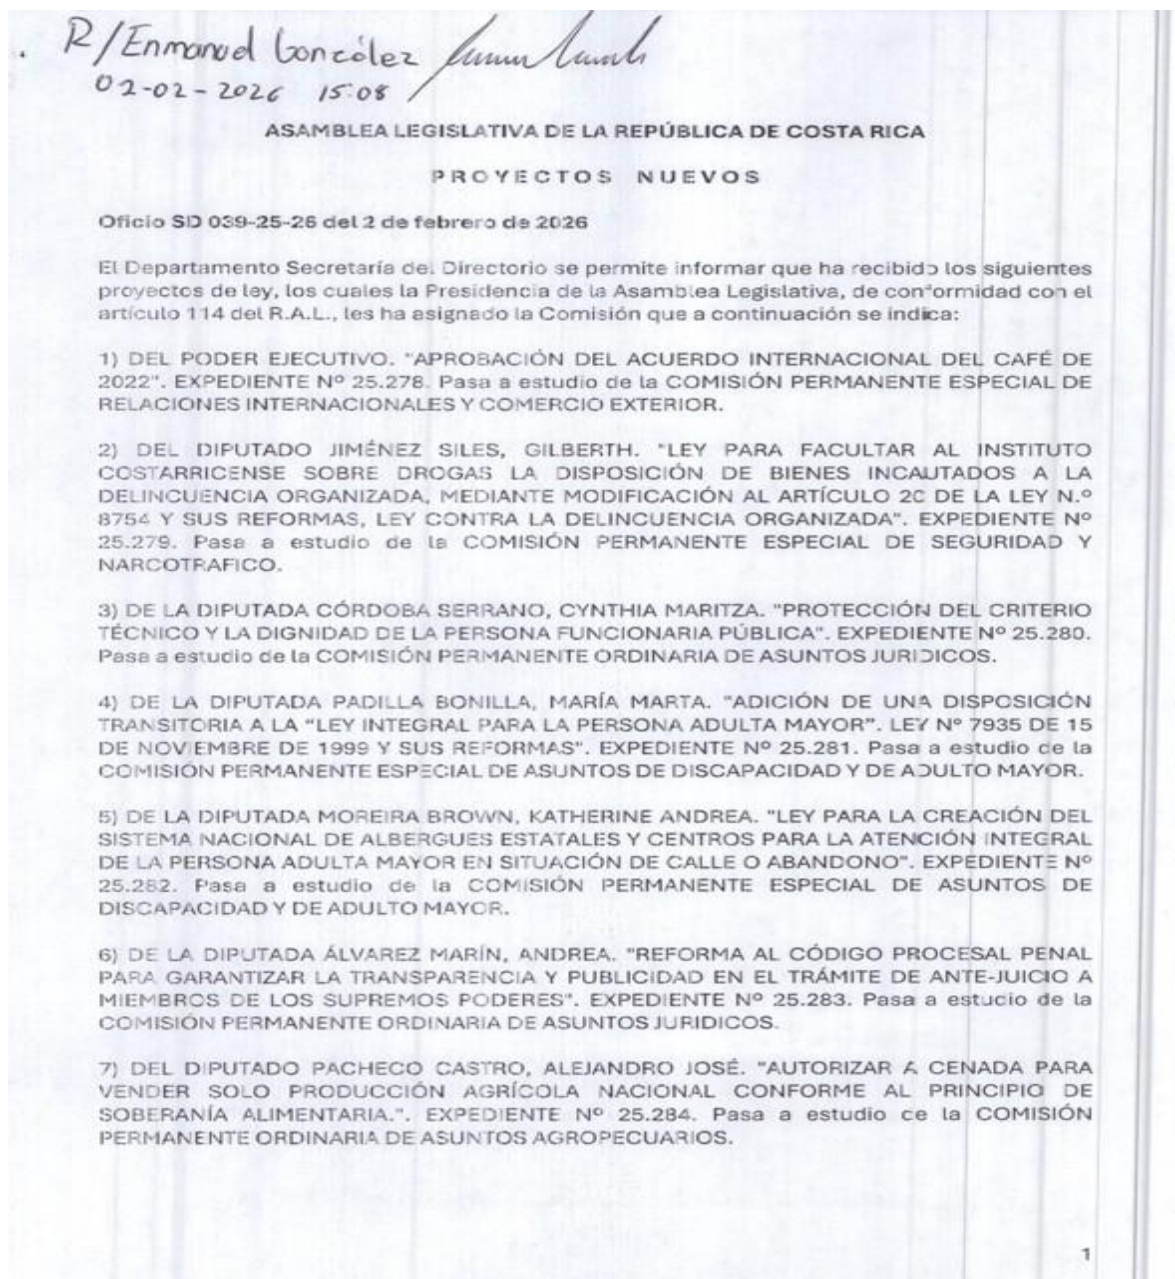 R/Enmanuel González
02-02-2026 15:08
ASAMBLEA LEGISLATIVA DE LA REPÚBLICA DE COSTA RICA
PROYECTOS NUEVOS
Oficio SD 039-25-26 del 2 de febrero de 2026
El Departamento Secretaría del Directorio se permite informar que ha recibido los siguientes
proyectos de ley, los cuales la Presidencia de la Asamblea Legislativa, de conformidad con el
artículo 114 del R.A.L., les ha asignado la Comisión que a continuación se indica:
1) DEL PODER EJECUTIVO. "APROBACIÓN DEL ACUERDO INTERNACIONAL DEL CAFÉ DE
2022". EXPEDIENTE Nº 25.278. Pasa a estudio de la COMISIÓN PERMANENTE ESPECIAL DE
RELACIONES INTERNACIONALES Y COMERCIO EXTERIOR.
2) DEL DIPUTADO JIMÉNEZ SILES, GILBERTH. "LEY PARA FACULTAR AL INSTITUTO
COSTARRICENSE SOBRE DROGAS LA DISPOSICIÓN DE BIENES INCAUTADOS A LA
DELINCUENCIA ORGANIZADA, MEDIANTE MODIFICACIÓN AL ARTÍCULO 20 DE LA LEY N.º
8754 Y SUS REFORMAS, LEY CONTRA LA DELINCUENCIA ORGANIZADA". EXPEDIENTE Nº
25.279. Pasa a estudio de la COMISIÓN PERMANENTE ESPECIAL DE SEGURIDAD Y
NARCOTRAFICO.
3) DE LA DIPUTADA CÓRDOBA SERRANO, CYNTHIA MARITZA. "PROTECCIÓN DEL CRITERIO
TÉCNICO Y LA DIGNIDAD DE LA PERSONA FUNCIONARIA PÚBLICA". EXPEDIENTE Nº 25.280.
Pasa a estudio de la COMISIÓN PERMANENTE ORDINARIA DE ASUNTOS JURIDICOS.
4) DE LA DIPUTADA PADILLA BONILLA, MARÍA MARTA. "ADICIÓN DE UNA DISPOSICIÓN
TRANSITORIA A LA "LEY INTEGRAL PARA LA PERSONA ADULTA MAYOR". LEY Nº 7935 DE 15
DE NOVIEMBRE DE 1999 Y SUS REFORMAS". EXPEDIENTE Nº 25.281. Pasa a estudio de la
COMISIÓN PERMANENTE ESPECIAL DE ASUNTOS DE DISCAPACIDAD Y DE ADULTO MAYOR.
5) DE LA DIPUTADA MOREIRA BROWN, KATHERINE ANDREA. "LEY PARA LA CREACIÓN DEL
SISTEMA NACIONAL DE ALBERGUES ESTATALES Y CENTROS PARA LA ATENCIÓN INTEGRAL
DE LA PERSONA ADULTA MAYOR EN SITUACIÓN DE CALLE O ABANDONO". EXPEDIENTE Nº
25.282. Pasa a estudio de la COMISIÓN PERMANENTE ESPECIAL DE ASUNTOS DE
DISCAPACIDAD Y DE ADULTO MAYOR.
6) DE LA DIPUTADA ÁLVAREZ MARÍN, ANDREA. "REFORMA AL CÓDIGO PROCESAL PENAL
PARA GARANTIZAR LA TRANSPARENCIA Y PUBLICIDAD EN EL TRÁMITE DE ANTE-JUICIO A
MIEMBROS DE LOS SUPREMOS PODERES". EXPEDIENTE Nº 25.283. Pasa a estudio de la
COMISIÓN PERMANENTE ORDINARIA DE ASUNTOS JURIDICOS.
7) DEL DIPUTADO PACHECO CASTRO, ALEJANDRO JOSÉ. "AUTORIZAR A CENADA PARA
VENDER SOLO PRODUCCIÓN AGRÍCOLA NACIONAL CONFORME AL PRINCIPIO DE
SOBERANÍA ALIMENTARIA.". EXPEDIENTE Nº 25.284. Pasa a estudio de la COMISIÓN
PERMANENTE ORDINARIA DE ASUNTOS AGROPECUARIOS.
1